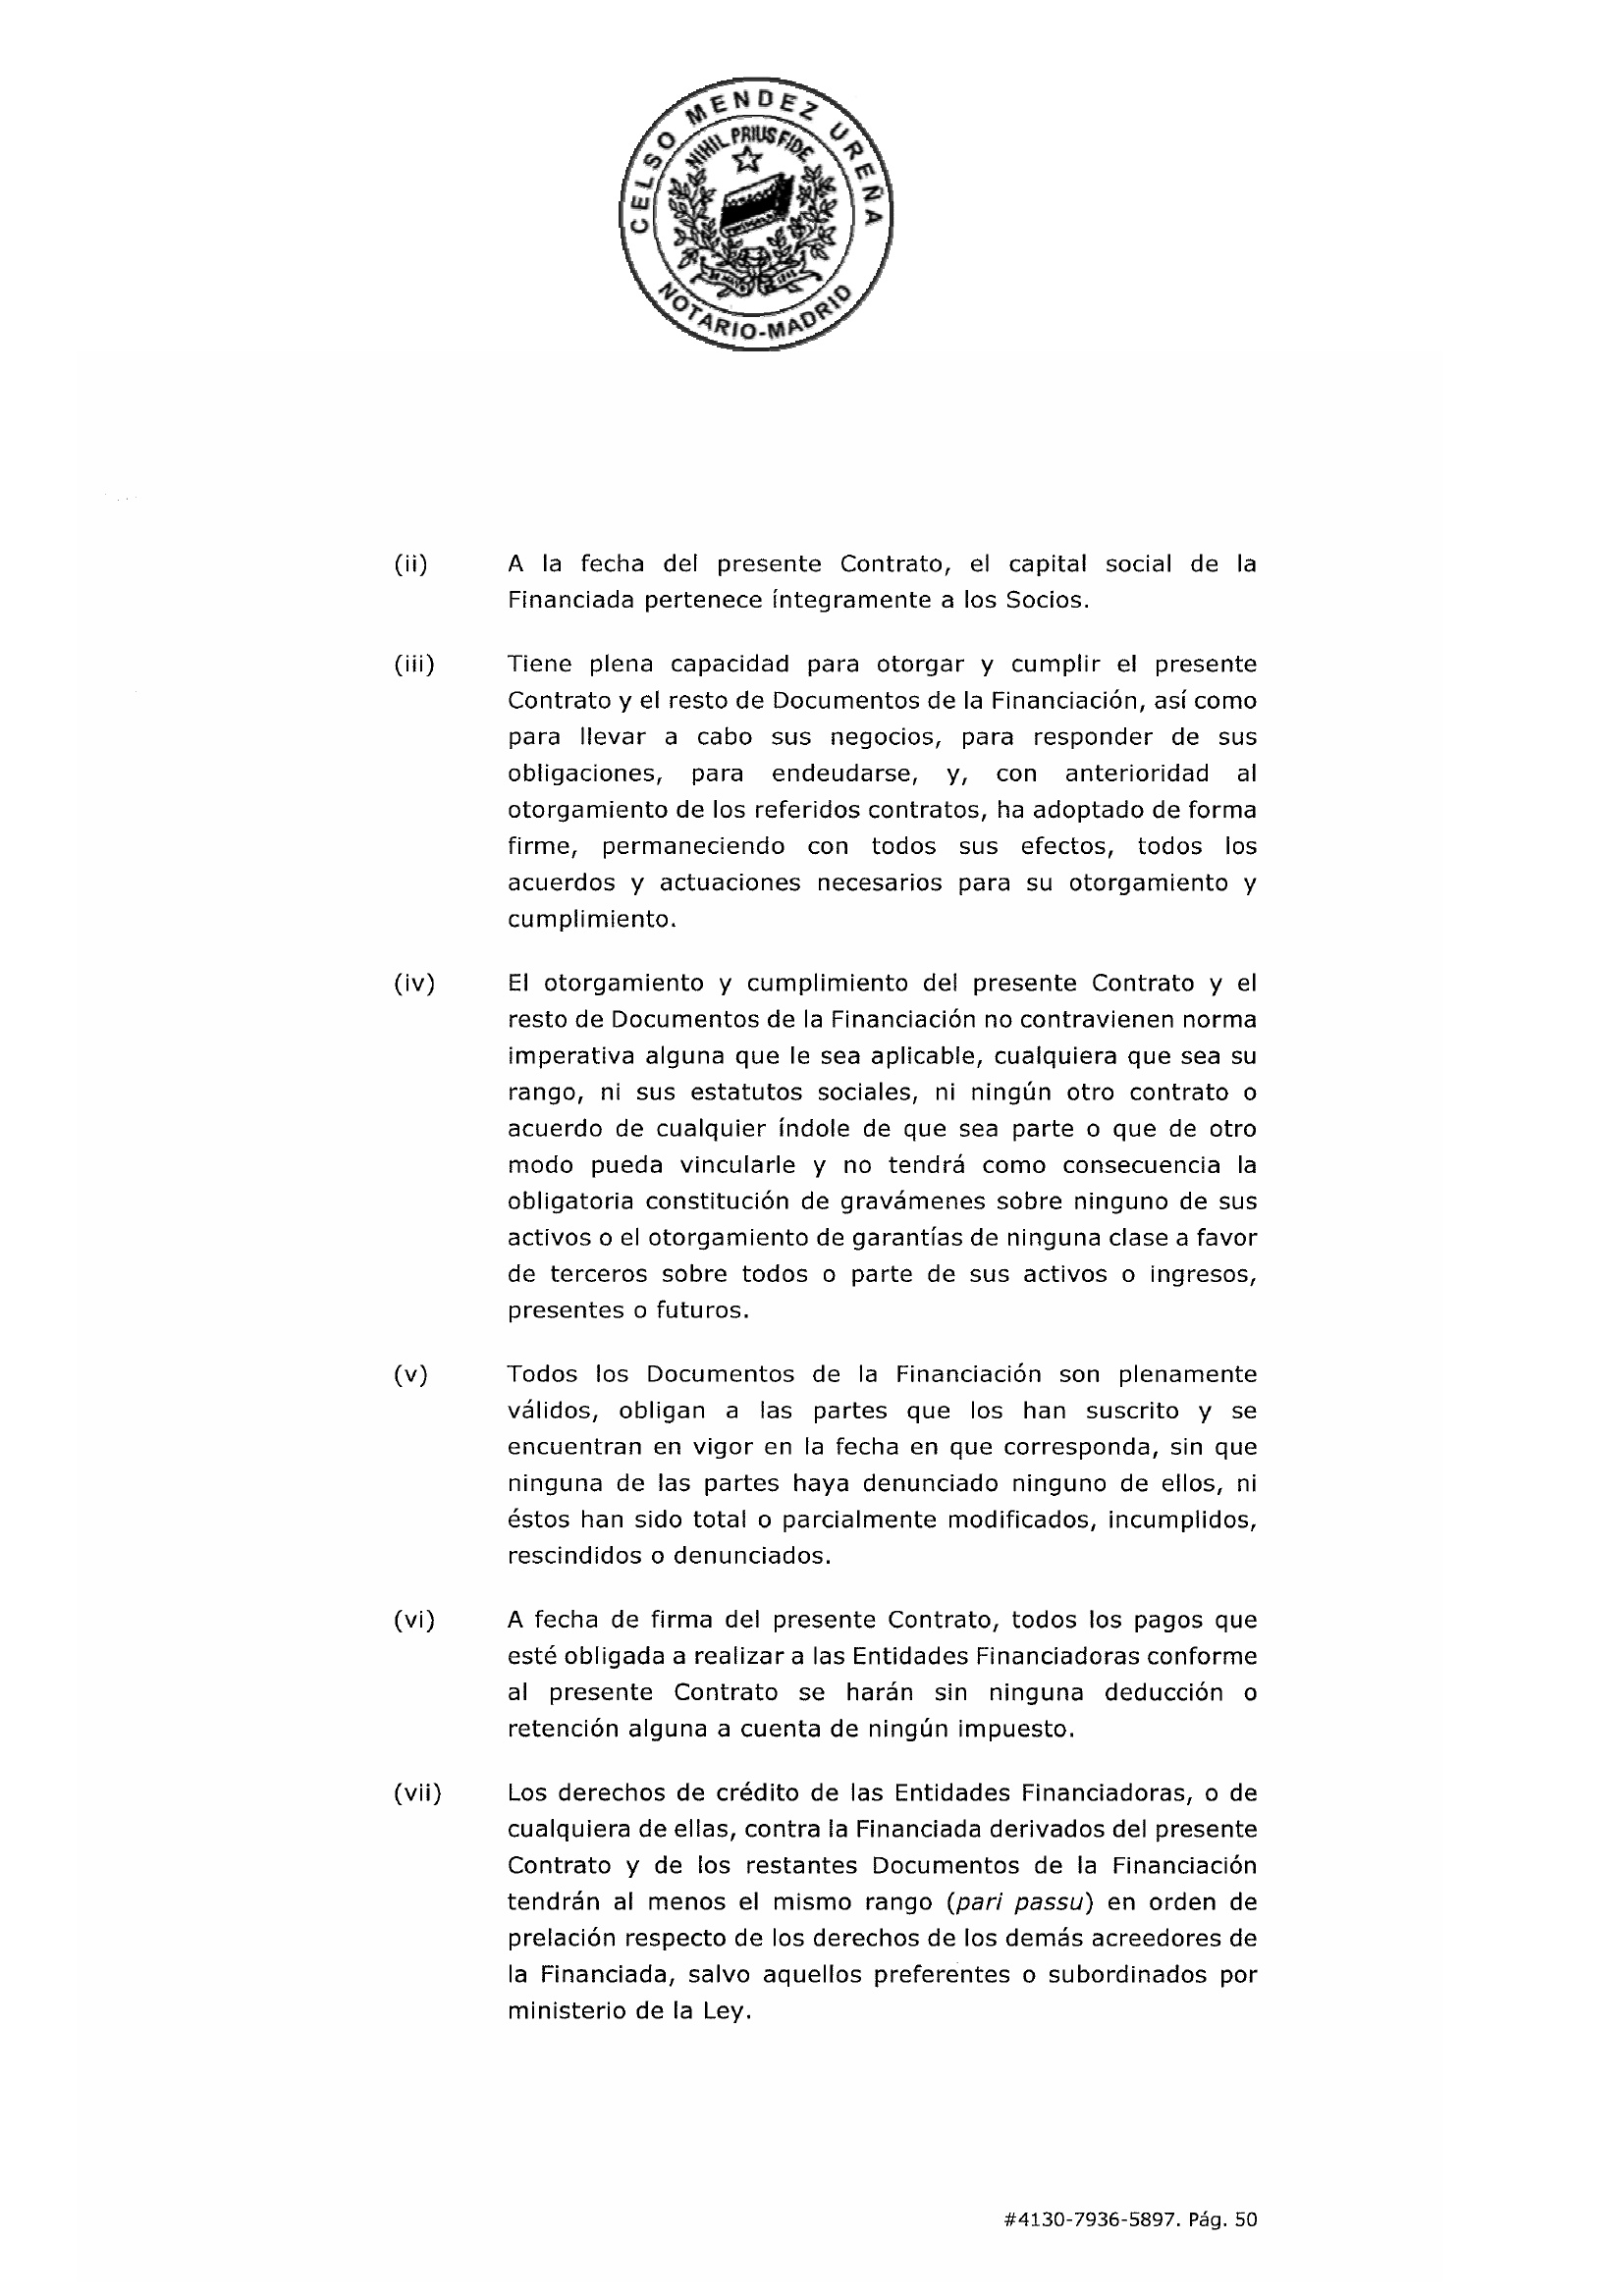 CELSO MENDEZ UREÑA
NIHIL PRIUS FIDE
NOTARIO-MADRID
(ii) A la fecha del presente Contrato, el capital social de la
Financiada pertenece íntegramente a los Socios.
(iii) Tiene plena capacidad para otorgar y cumplir el presente
Contrato y el resto de Documentos de la Financiación, así como
para llevar a cabo sus negocios, para responder de sus
obligaciones, para endeudarse, y, con anterioridad al
otorgamiento de los referidos contratos, ha adoptado de forma
firme, permaneciendo con todos sus efectos, todos los
acuerdos y actuaciones necesarios para su otorgamiento y
cumplimiento.
(iv) El otorgamiento y cumplimiento del presente Contrato y el
resto de Documentos de la Financiación no contravienen norma
imperativa alguna que le sea aplicable, cualquiera que sea su
rango, ni sus estatutos sociales, ni ningún otro contrato o
acuerdo de cualquier índole de que sea parte o que de otro
modo pueda vincularle y no tendrá como consecuencia la
obligatoria constitución de gravámenes sobre ninguno de sus
activos o el otorgamiento de garantías de ninguna clase a favor
de terceros sobre todos o parte de sus activos o ingresos,
presentes o futuros.
(v) Todos los Documentos de la Financiación son plenamente
válidos, obligan a las partes que los han suscrito y se
encuentran en vigor en la fecha en que corresponda, sin que
ninguna de las partes haya denunciado ninguno de ellos, ni
éstos han sido total o parcialmente modificados, incumplidos,
rescindidos o denunciados.
(vi) A fecha de firma del presente Contrato, todos los pagos que
esté obligada a realizar a las Entidades Financiadoras conforme
al presente Contrato se harán sin ninguna deducción o
retención alguna a cuenta de ningún impuesto.
(vii) Los derechos de crédito de las Entidades Financiadoras, o de
cualquiera de ellas, contra la Financiada derivados del presente
Contrato y de los restantes Documentos de la Financiación
tendrán al menos el mismo rango (pari passu) en orden de
prelación respecto de los derechos de los demás acreedores de
la Financiada, salvo aquellos preferentes o subordinados por
ministerio de la Ley.
#4130-7936-5897. Pág. 50